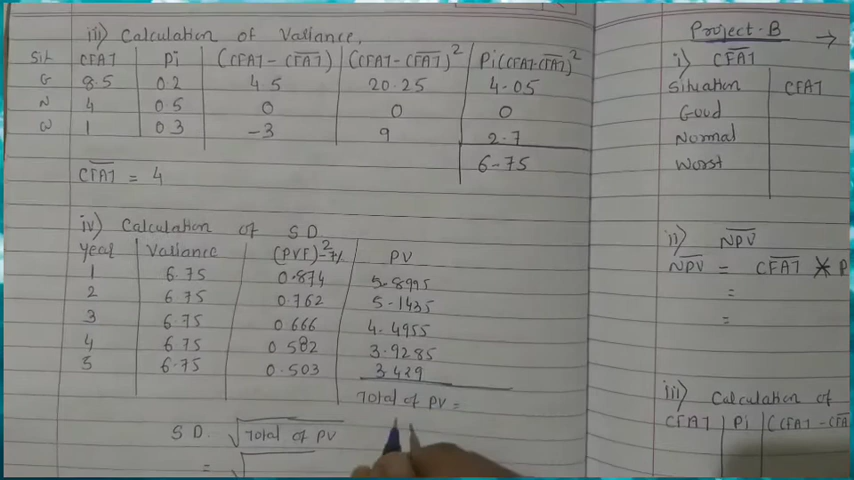 iii) Calculation of Variance.
Sit CFAT Pi (CFAT - CFAT) (CFAT - CFAT)² Pi(CFAT-CFAT)²
G 8.5 0.2 4.5 20.25 4.05
N 4 0.5 0 0 0
W 1 0.3 -3 9 2.7
6-75
CFAT = 4
iv) Calculation of S.D.
year Variance (PVF)²-7% PV
1 6.75 0.874 5.8995
2 6.75 0.762 5.1435
3 6.75 0.666 4.4955
4 6.75 0.582 3.9285
5 6.75 0.503 3.429
Total of PV =
S.D. √Total of PV
= √
Project-B →
i) CFAT
Situation CFAT
Good
Normal
Worst
ii) NPV
NPV = CFAT * P
=
=
iii) Calculation of
CFAT Pi (CFAT-CFA